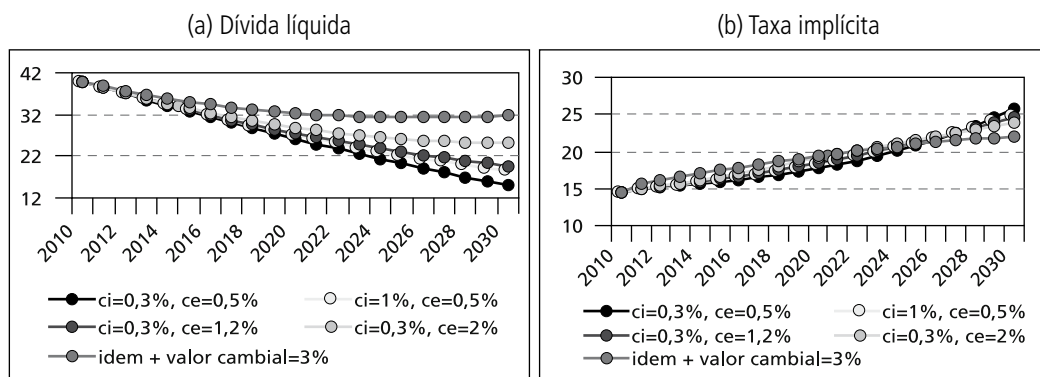 (a) Dívida líquida
42
32
22
12
2010
2012
2014
2016
2018
2020
2022
2024
2026
2028
2030
ci=0,3%, ce=0,5%
ci=1%, ce=0,5%
ci=0,3%, ce=1,2%
ci=0,3%, ce=2%
idem + valor cambial=3%
(b) Taxa implícita
30
25
20
15
10
2010
2012
2014
2016
2018
2020
2022
2024
2026
2028
2030
ci=0,3%, ce=0,5%
ci=1%, ce=0,5%
ci=0,3%, ce=1,2%
ci=0,3%, ce=2%
idem + valor cambial=3%